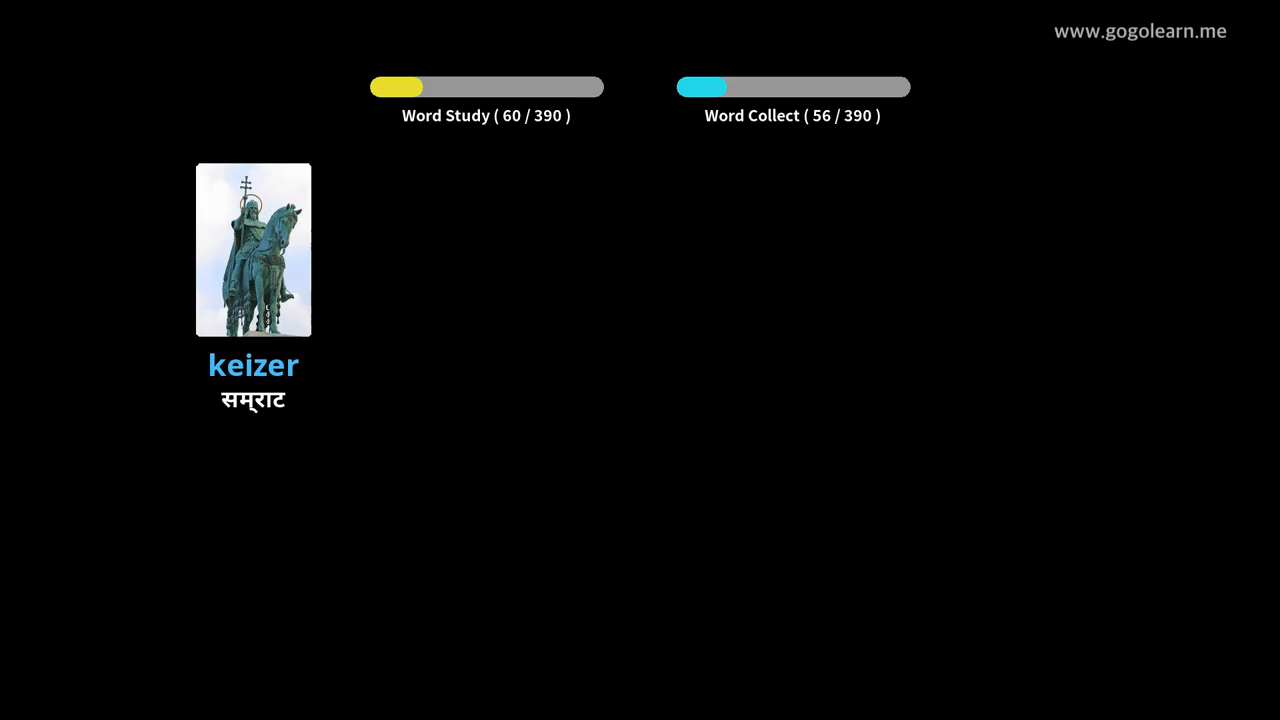 www.gogolearn.me
Word Study ( 60 / 390 )
Word Collect ( 56 / 390 )
keizer
सम्राट